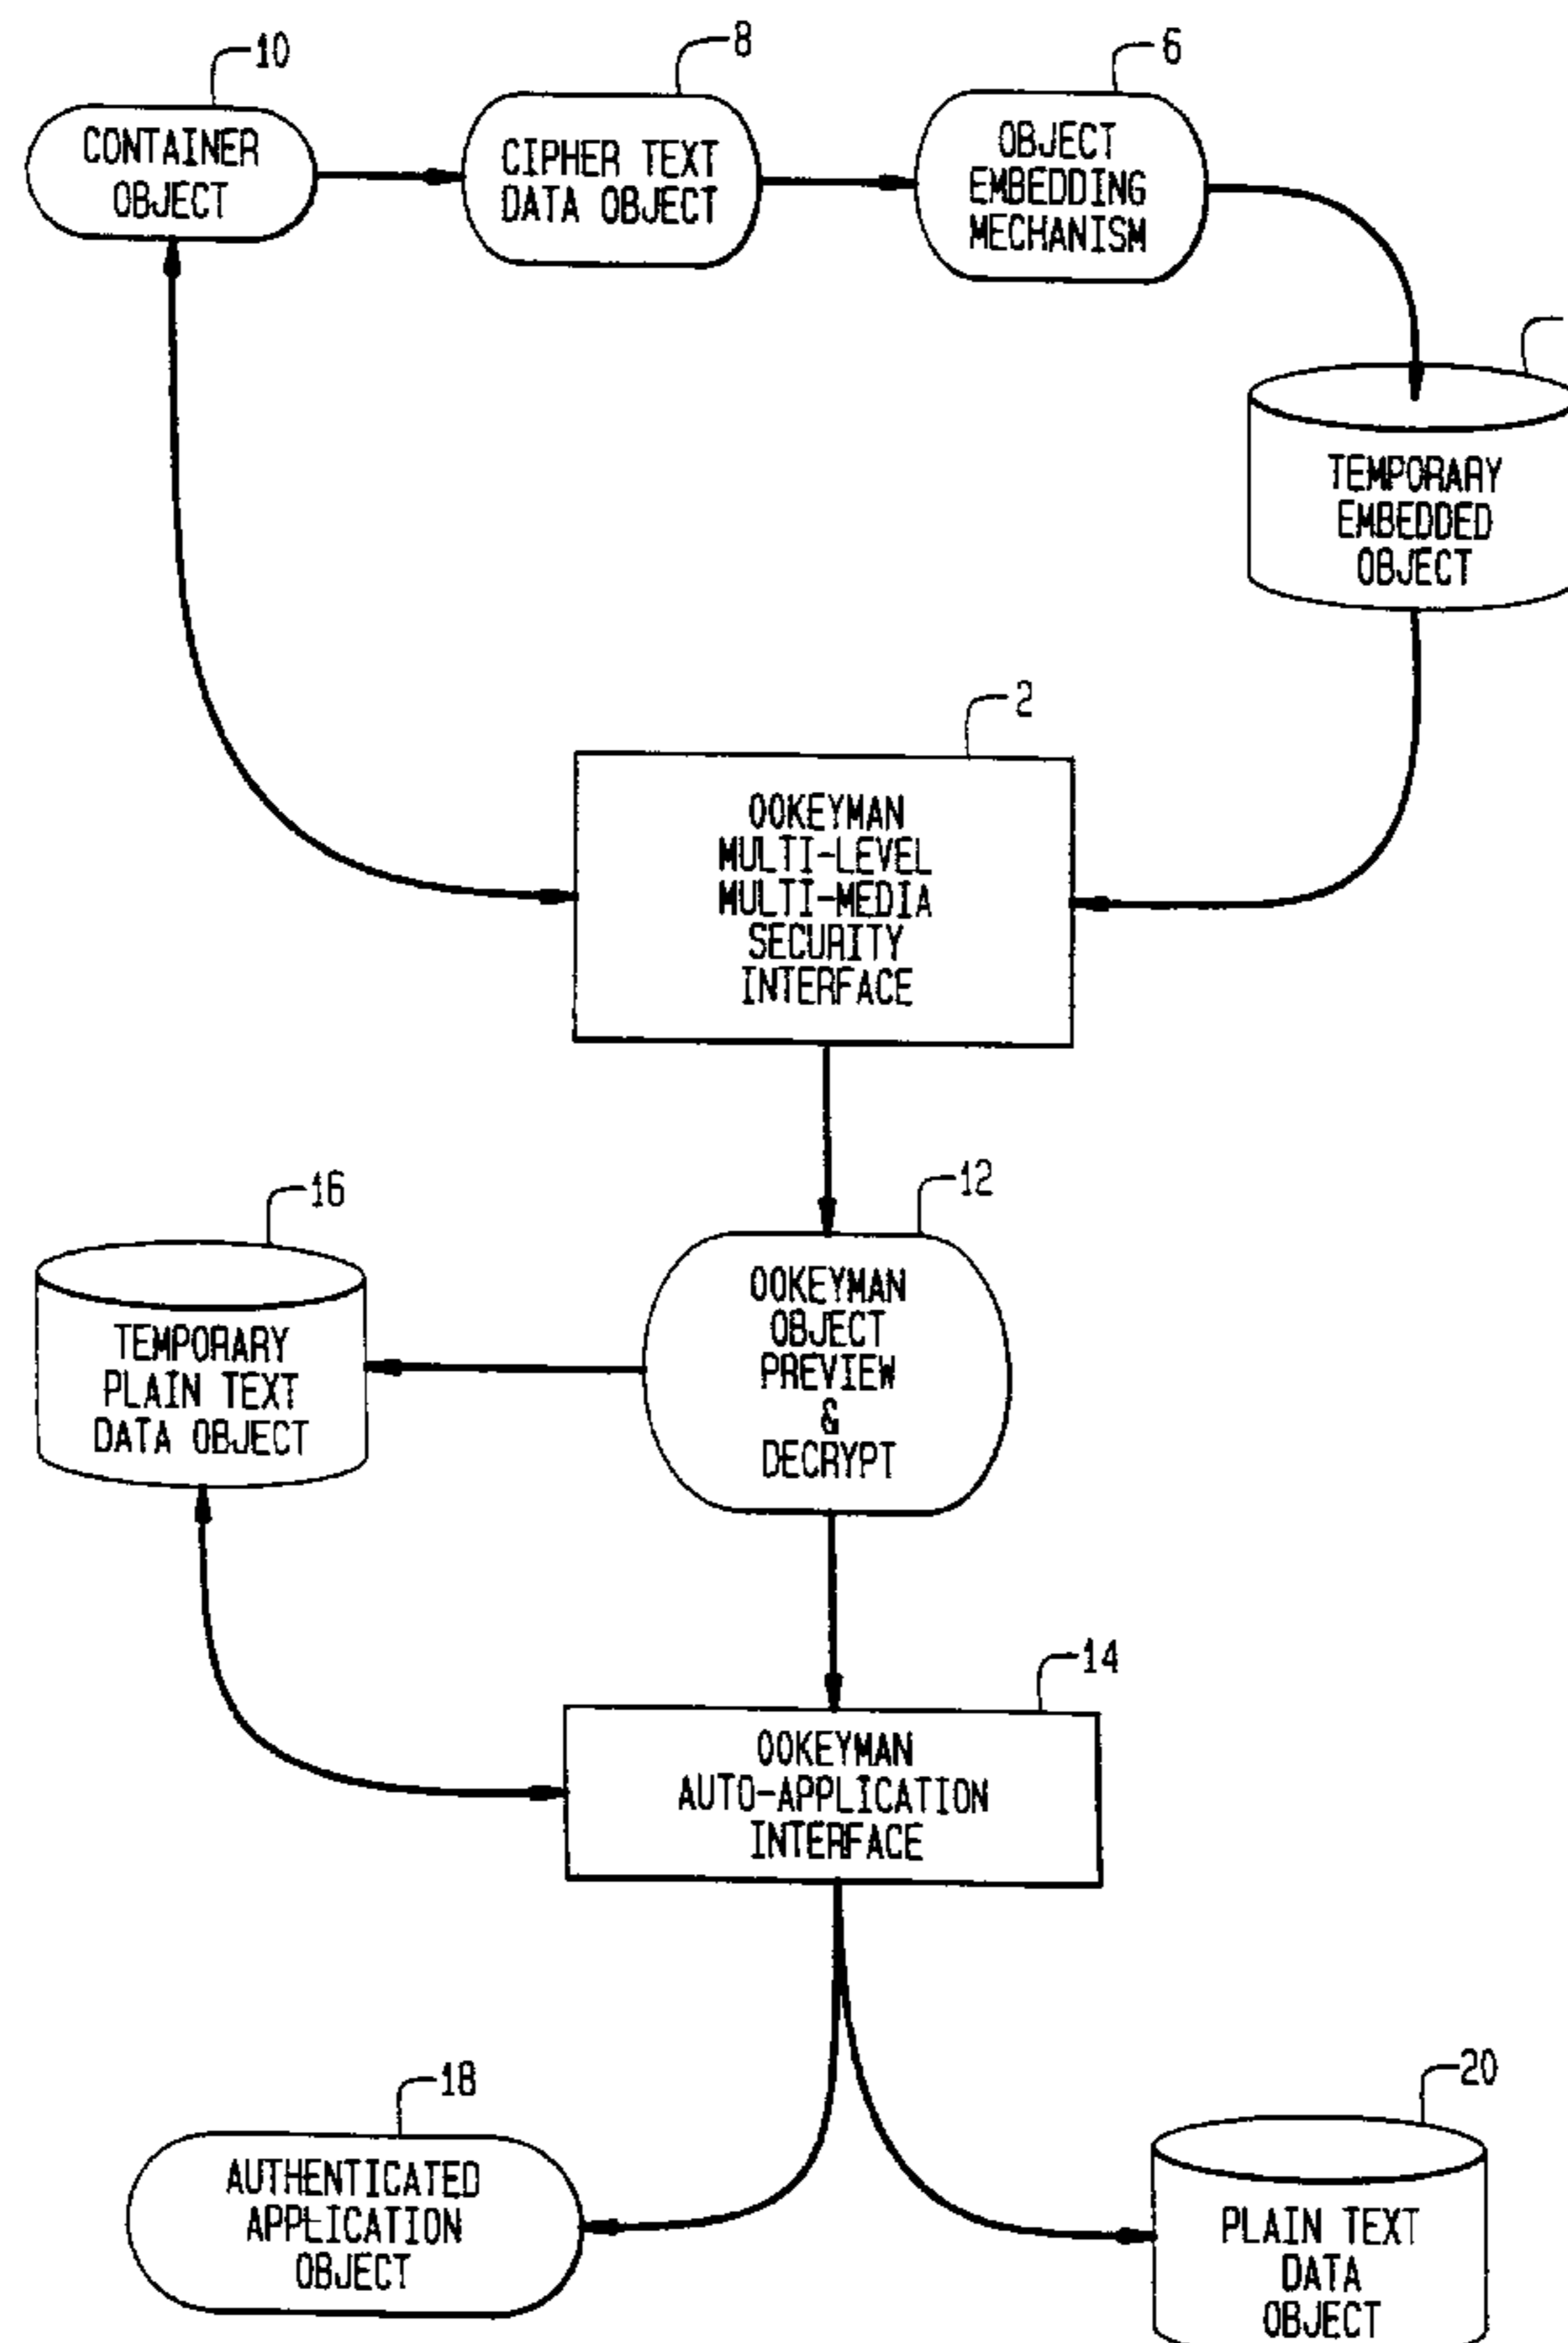 10
CONTAINER
OBJECT
8
CIPHER TEXT
DATA OBJECT
6
OBJECT
EMBEDDING
MECHANISM
TEMPORARY
EMBEDDED
OBJECT
2
OOKEYMAN
MULTI-LEVEL
MULTI-MEDIA
SECURITY
INTERFACE
12
OOKEYMAN
OBJECT
PREVIEW
&
DECRYPT
16
TEMPORARY
PLAIN TEXT
DATA OBJECT
14
OOKEYMAN
AUTO-APPLICATION
INTERFACE
18
AUTHENTICATED
APPLICATION
OBJECT
20
PLAIN TEXT
DATA
OBJECT